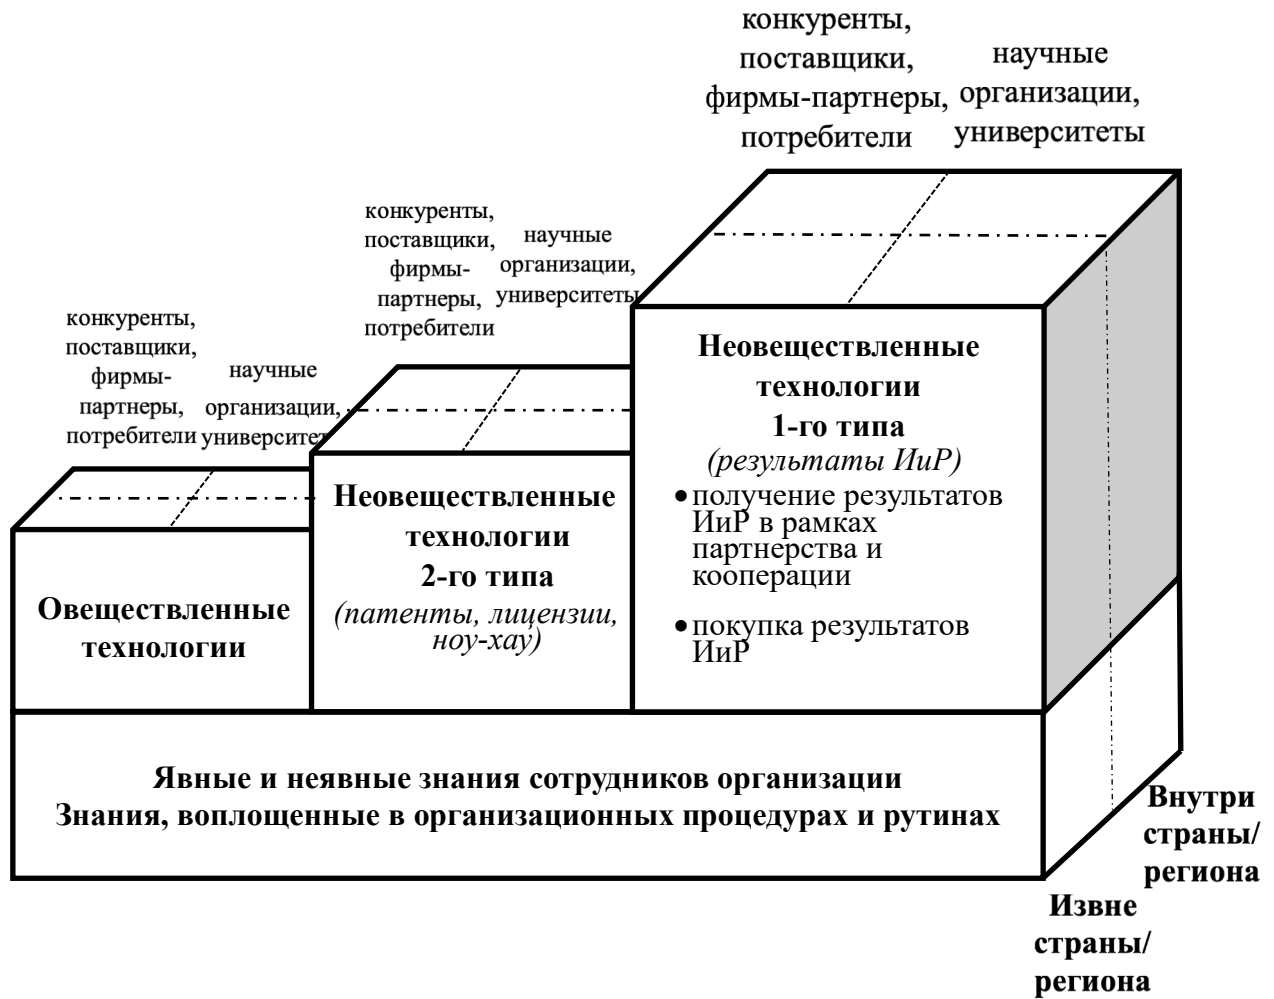 конкуренты,
поставщики,
фирмы-партнеры,
потребители
научные
организации,
университеты
конкуренты,
поставщики,
фирмы-
партнеры,
потребители
научные
организации,
университеты
конкуренты,
поставщики,
фирмы-
партнеры,
потребители
научные
организации,
университет
Неовеществленные
технологии
1-го типа
(результаты ИиР)
•получение результатов
ИиР в рамках
партнерства и
кооперации
•покупка результатов
ИиР
Неовеществленные
технологии
2-го типа
(патенты, лицензии,
ноу-хау)
Овеществленные
технологии
Явные и неявные знания сотрудников организации
Знания, воплощенные в организационных процедурах и рутинах
Внутри
страны/
региона
Извне
страны/
региона